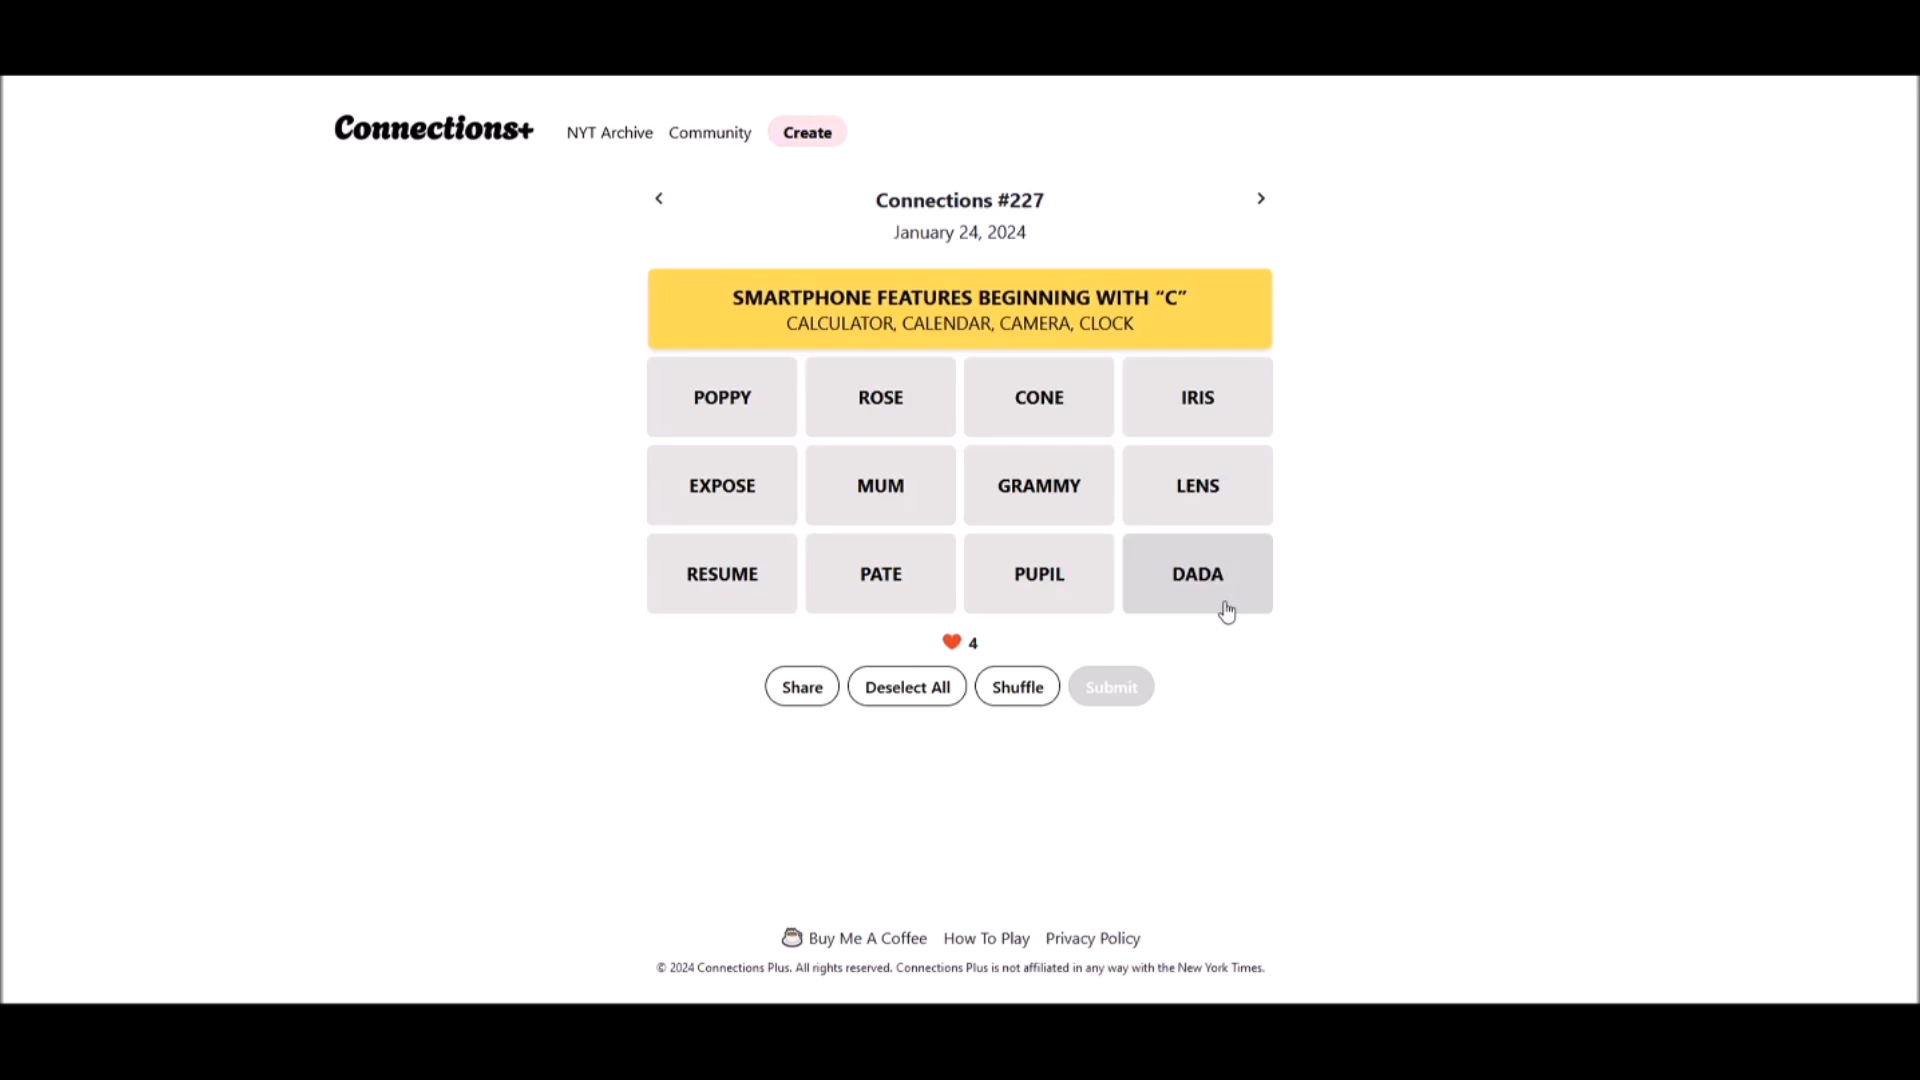 Connections+ NYT Archive Community Create
Connections #227
January 24, 2024
SMARTPHONE FEATURES BEGINNING WITH “C”
CALCULATOR, CALENDAR, CAMERA, CLOCK
POPPY ROSE CONE IRIS
EXPOSE MUM GRAMMY LENS
RESUME PATE PUPIL DADA
4
Share Deselect All Shuffle Submit
Buy Me A Coffee How To Play Privacy Policy
© 2024 Connections Plus. All rights reserved. Connections Plus is not affiliated in any way with the New York Times.